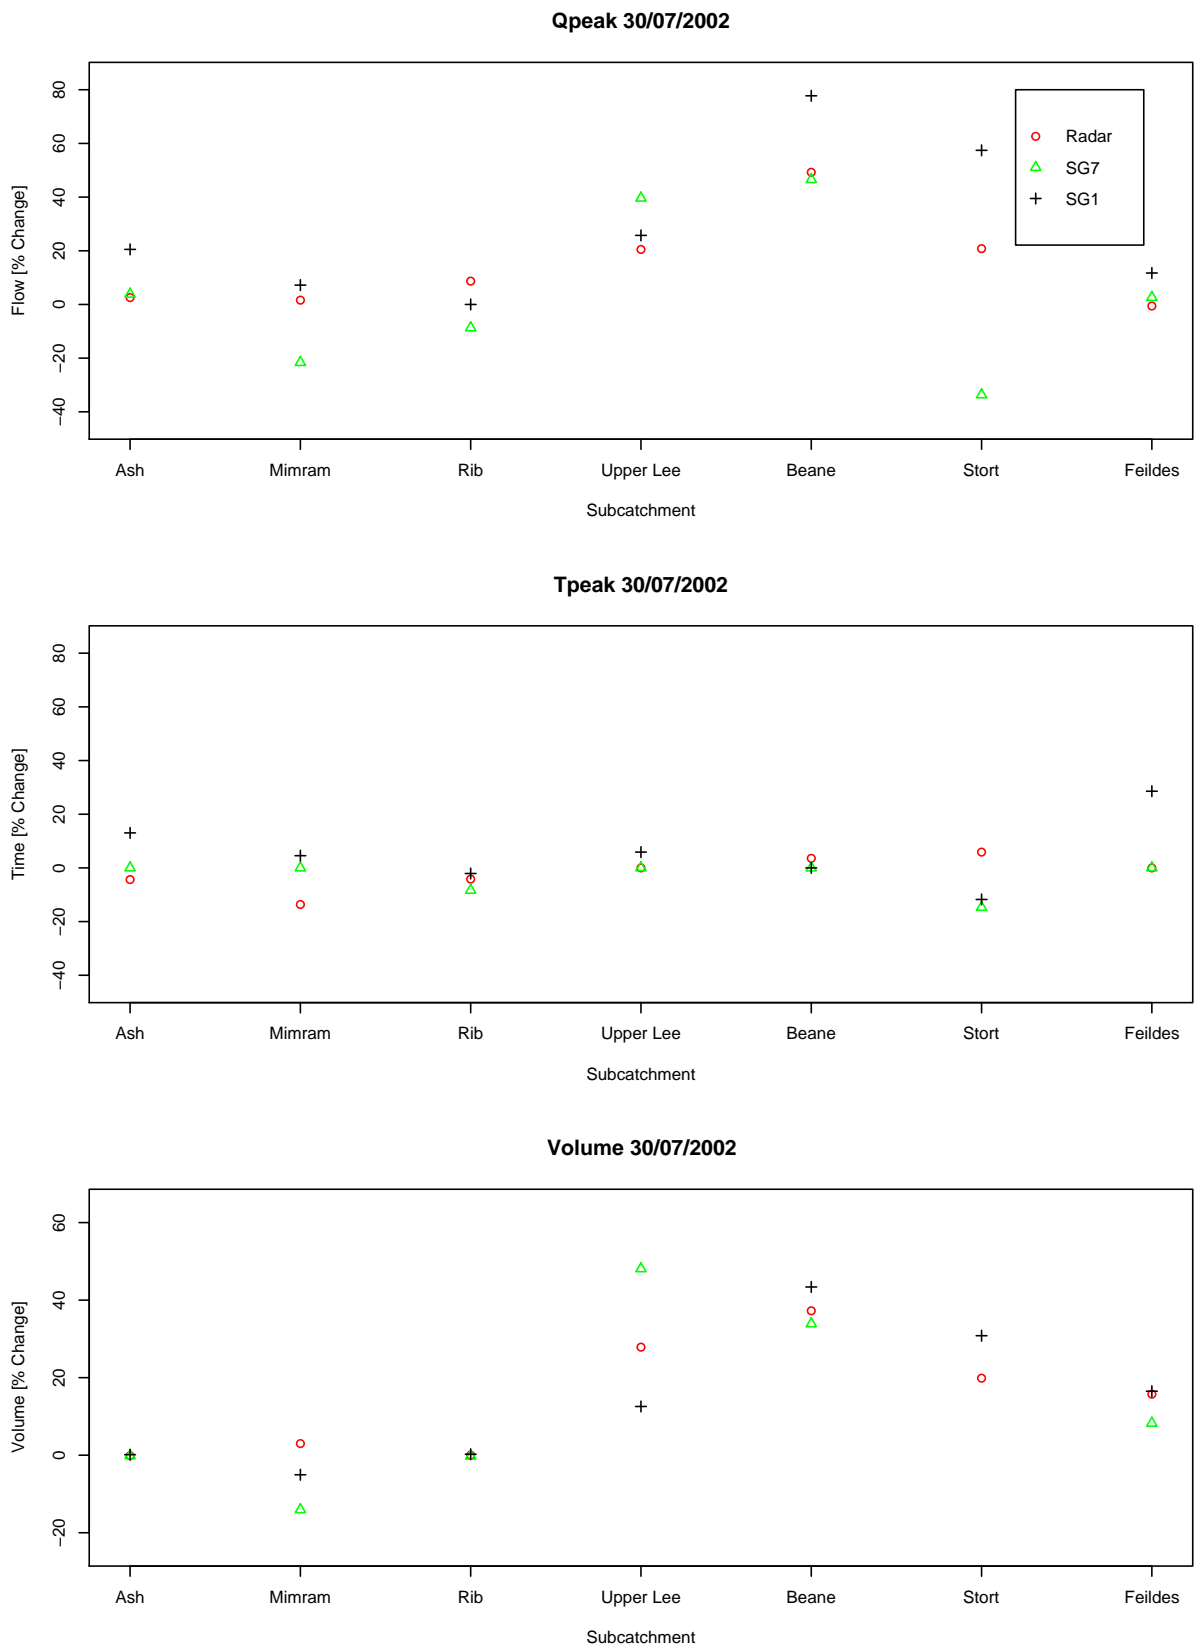 Qpeak 30/07/2002
80
60
40
20
0
−20
−40
Flow [% Change]
Radar
SG7
SG1
Ash Mimram Rib Upper Lee Beane Stort Feildes
Subcatchment
Tpeak 30/07/2002
80
60
40
20
0
−20
−40
Time [% Change]
Ash Mimram Rib Upper Lee Beane Stort Feildes
Subcatchment
Volume 30/07/2002
60
40
20
0
−20
Volume [% Change]
Ash Mimram Rib Upper Lee Beane Stort Feildes
Subcatchment